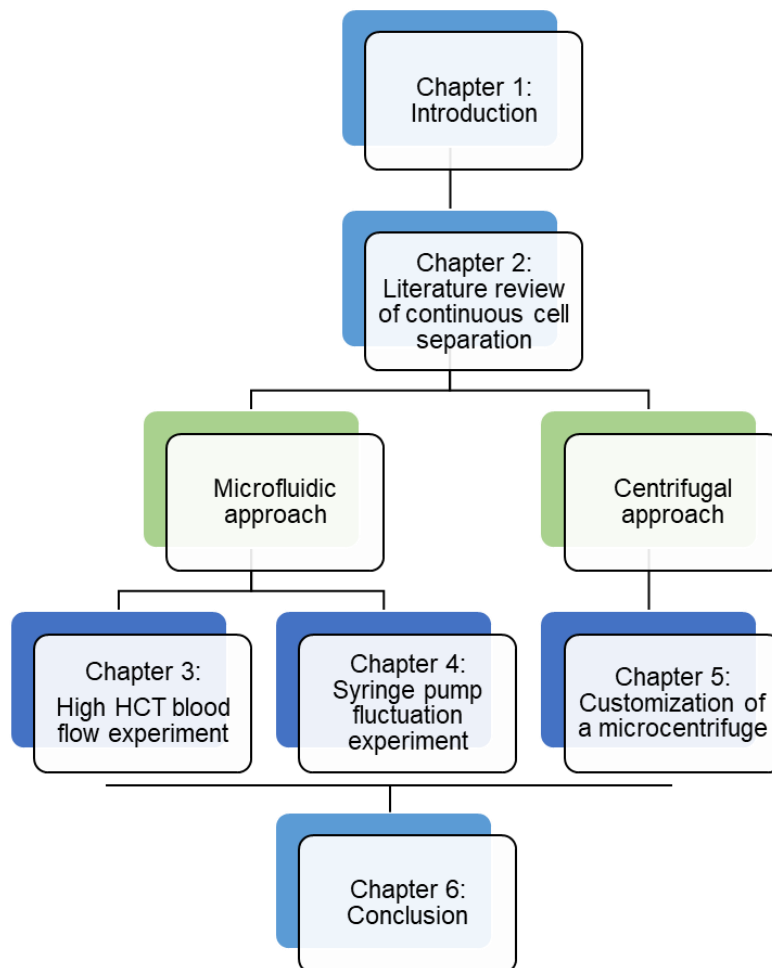 Chapter 1:
Introduction
Chapter 2:
Literature review
of continuous cell
separation
Microfluidic
approach
Centrifugal
approach
Chapter 3:
High HCT blood
flow experiment
Chapter 4:
Syringe pump
fluctuation
experiment
Chapter 5:
Customization of
a microcentrifuge
Chapter 6:
Conclusion